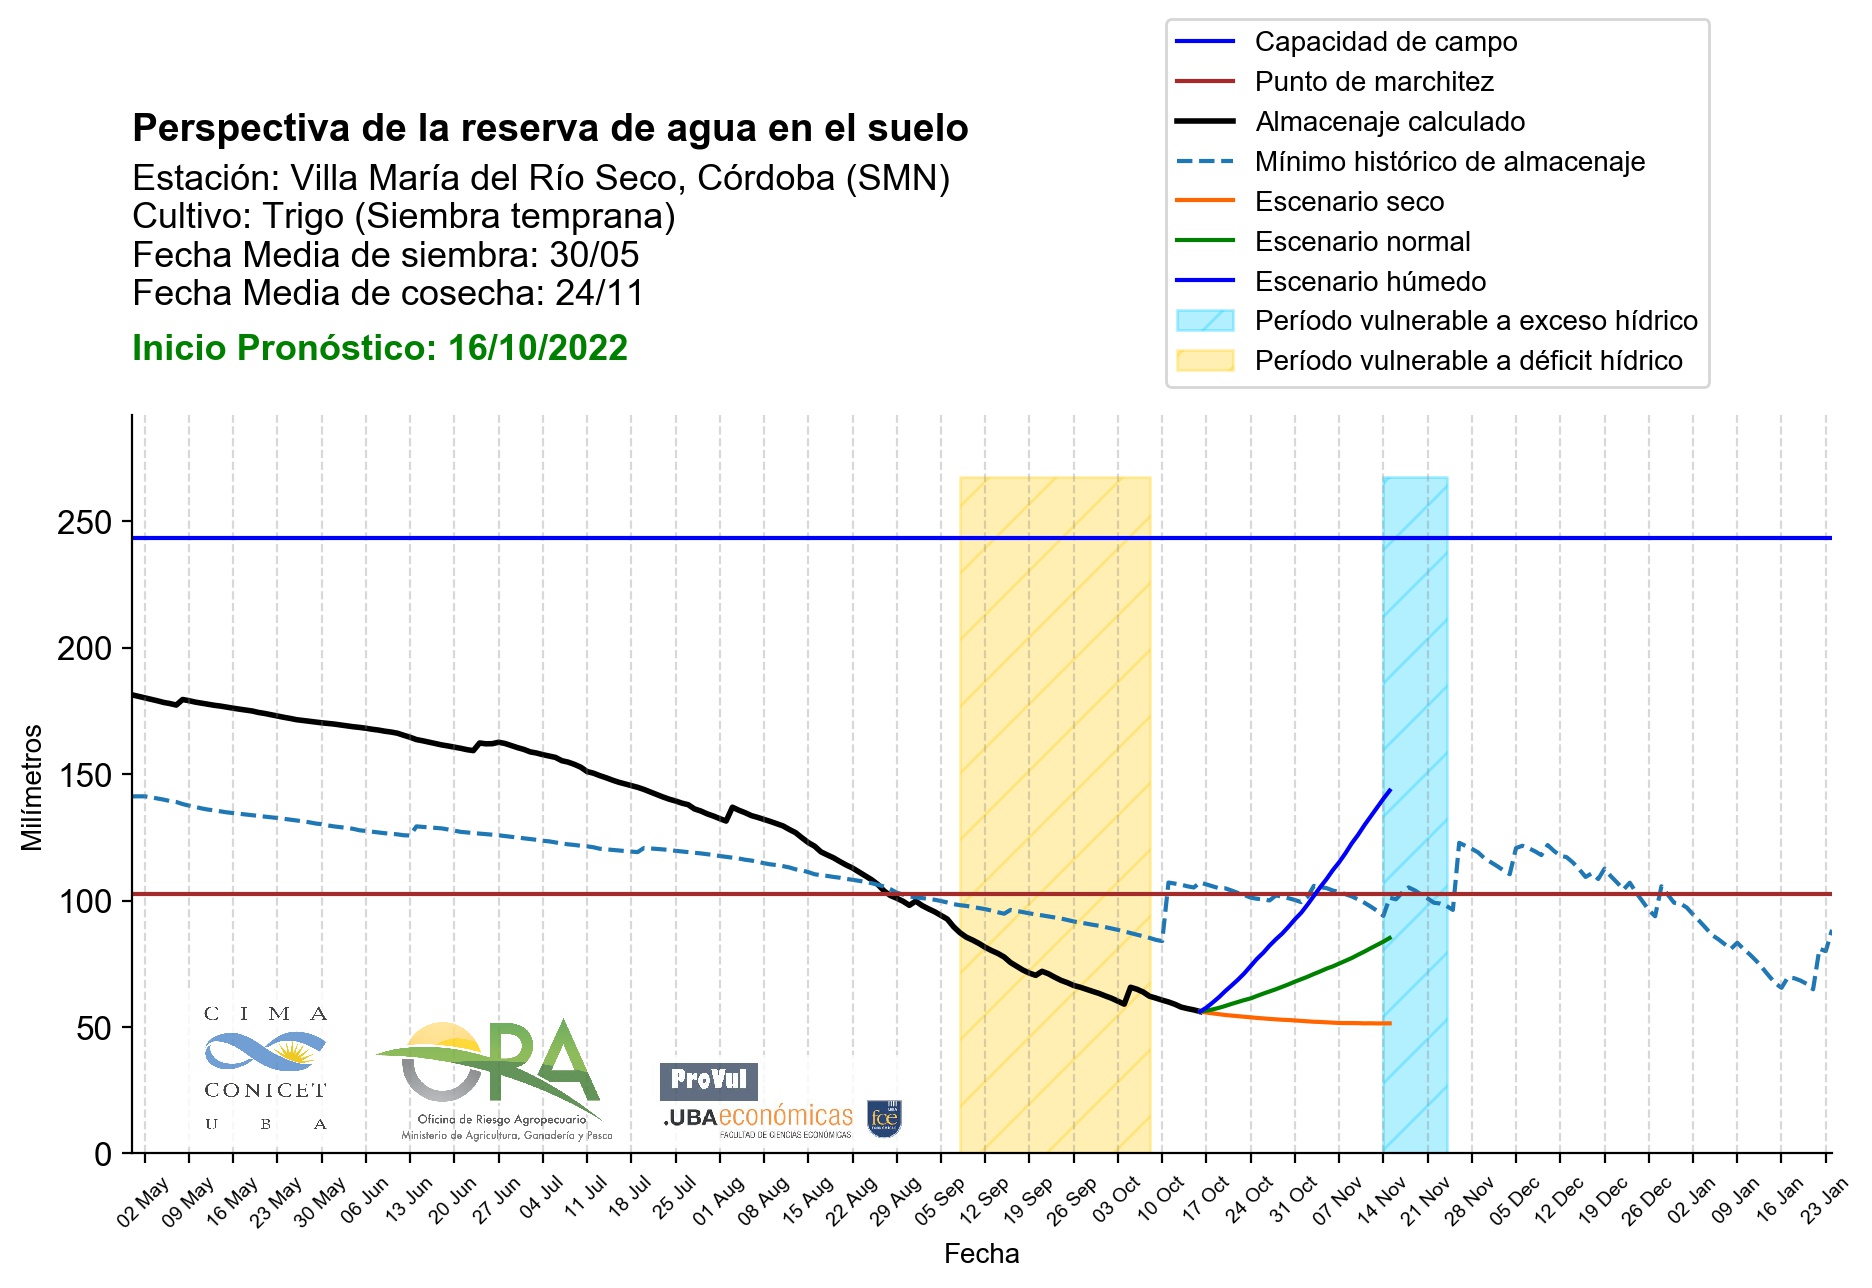 Capacidad de campo
Punto de marchitez
Almacenaje calculado
Mínimo histórico de almacenaje
Escenario seco
Escenario normal
Escenario húmedo
Período vulnerable a exceso hídrico
Período vulnerable a déficit hídrico
Perspectiva de la reserva de agua en el suelo
Estación: Villa María del Río Seco, Córdoba (SMN)
Cultivo: Trigo (Siembra temprana)
Fecha Media de siembra: 30/05
Fecha Media de cosecha: 24/11
Inicio Pronóstico: 16/10/2022
Milímetros
250
200
150
100
50
0
CIMA
CONICET
UBA
ORA
Oficina de Riesgo Agropecuario
Ministerio de Agricultura, Ganadería y Pesca
ProVul
.UBAeconómicas
FACULTAD DE CIENCIAS ECONÓMICAS
fce
02 May
09 May
16 May
23 May
30 May
06 Jun
13 Jun
20 Jun
27 Jun
04 Jul
11 Jul
18 Jul
25 Jul
01 Aug
08 Aug
15 Aug
22 Aug
29 Aug
05 Sep
12 Sep
19 Sep
26 Sep
03 Oct
10 Oct
17 Oct
24 Oct
31 Oct
07 Nov
14 Nov
21 Nov
28 Nov
05 Dec
12 Dec
19 Dec
26 Dec
02 Jan
09 Jan
16 Jan
23 Jan
Fecha